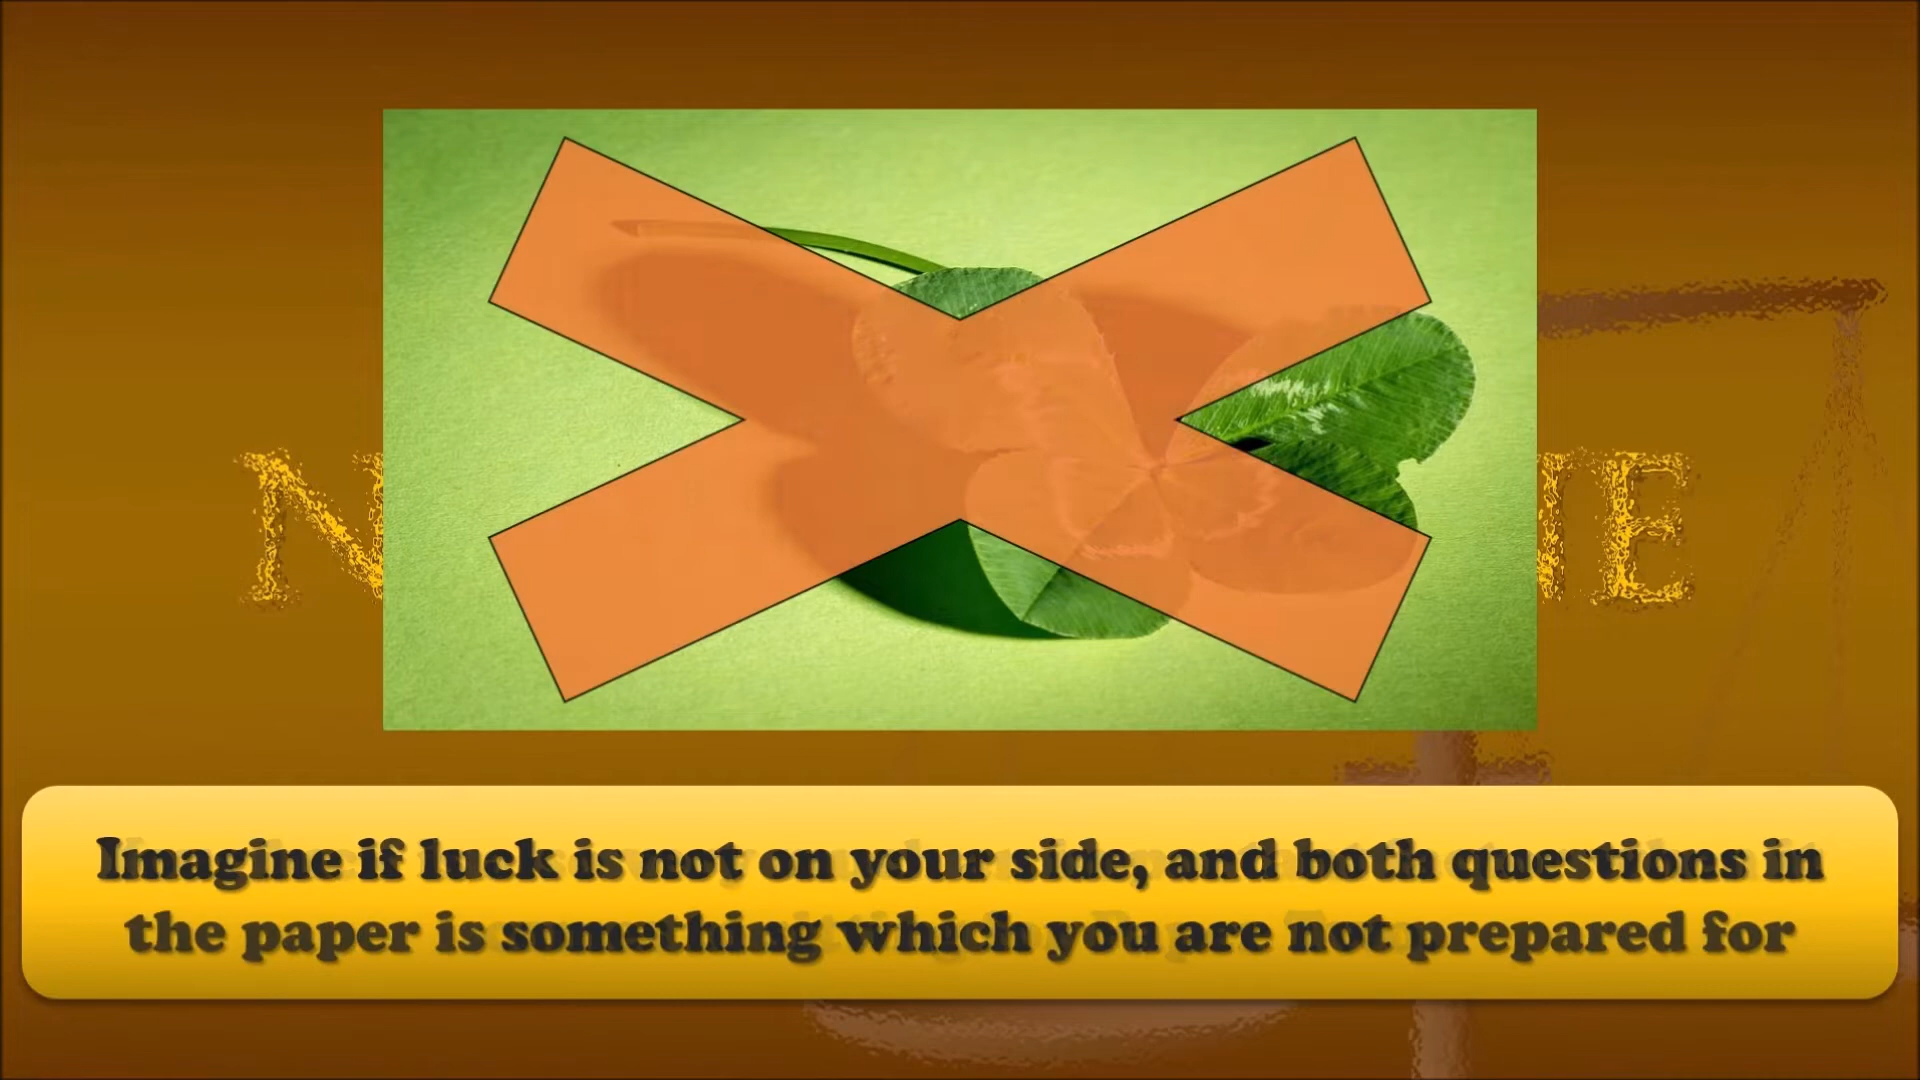 Imagine if luck is not on your side, and both questions in
the paper is something which you are not prepared for